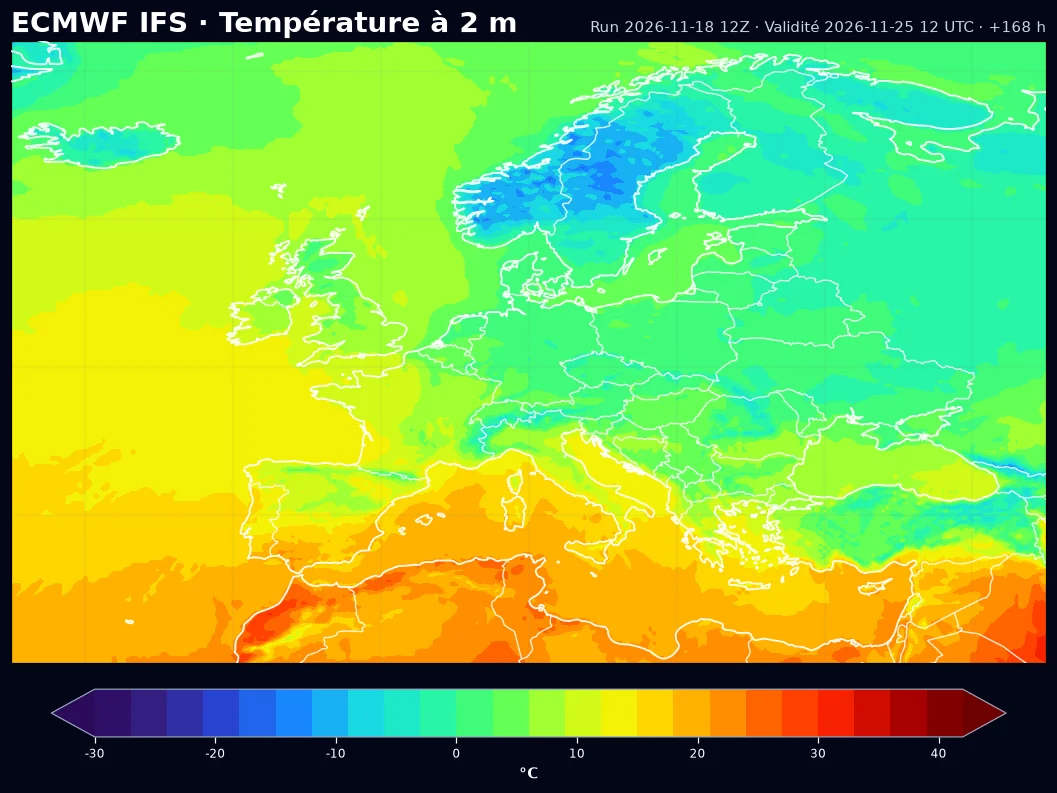 ECMWF IFS · Température à 2 m
Run 2026-11-18 12Z · Validité 2026-11-25 12 UTC · +168 h
-30 -20 -10 0 10 20 30 40
°C